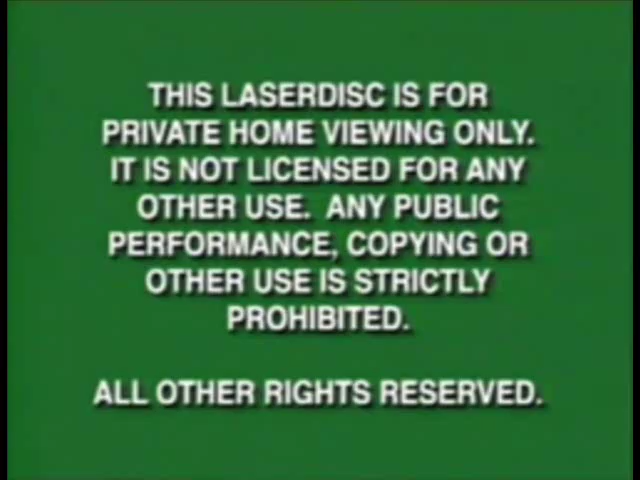 THIS LASERDISC IS FOR
PRIVATE HOME VIEWING ONLY.
IT IS NOT LICENSED FOR ANY
OTHER USE.  ANY PUBLIC
PERFORMANCE, COPYING OR
OTHER USE IS STRICTLY
PROHIBITED.
ALL OTHER RIGHTS RESERVED.